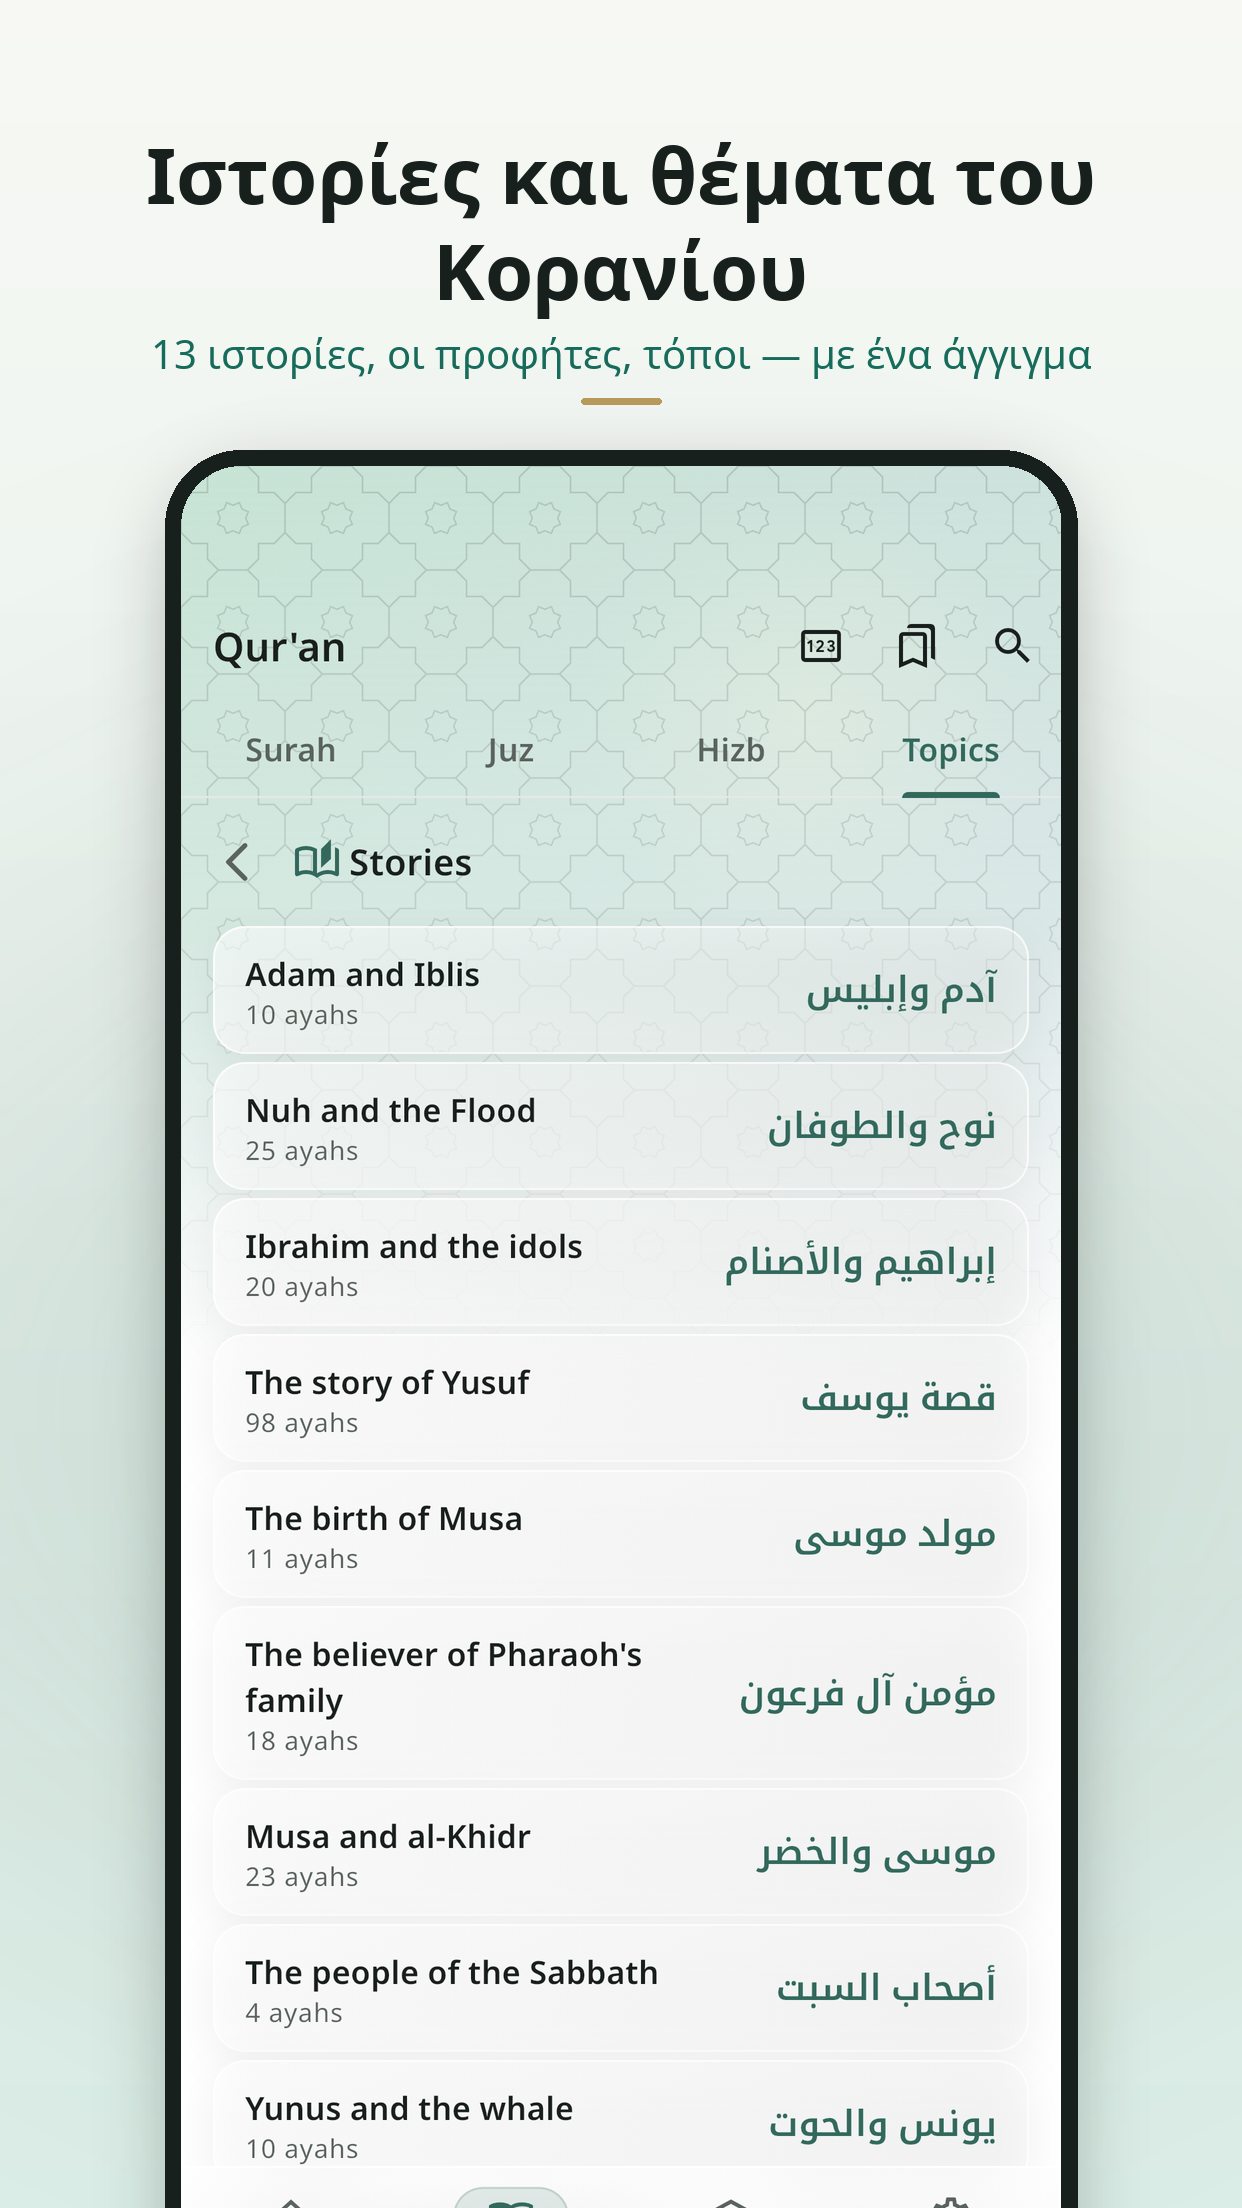 Ιστορίες και θέματα του
Κορανίου
13 ιστορίες, οι προφήτες, τόποι — με ένα άγγιγμα
Qur'an
123
Surah Juz Hizb Topics
Stories
Adam and Iblis
10 ayahs
آدم وإبليس
Nuh and the Flood
25 ayahs
نوح والطوفان
Ibrahim and the idols
20 ayahs
إبراهيم والأصنام
The story of Yusuf
98 ayahs
قصة يوسف
The birth of Musa
11 ayahs
مولد موسى
The believer of Pharaoh's
family
18 ayahs
مؤمن آل فرعون
Musa and al-Khidr
23 ayahs
موسى والخضر
The people of the Sabbath
4 ayahs
أصحاب السبت
Yunus and the whale
10 ayahs
يونس والحوت